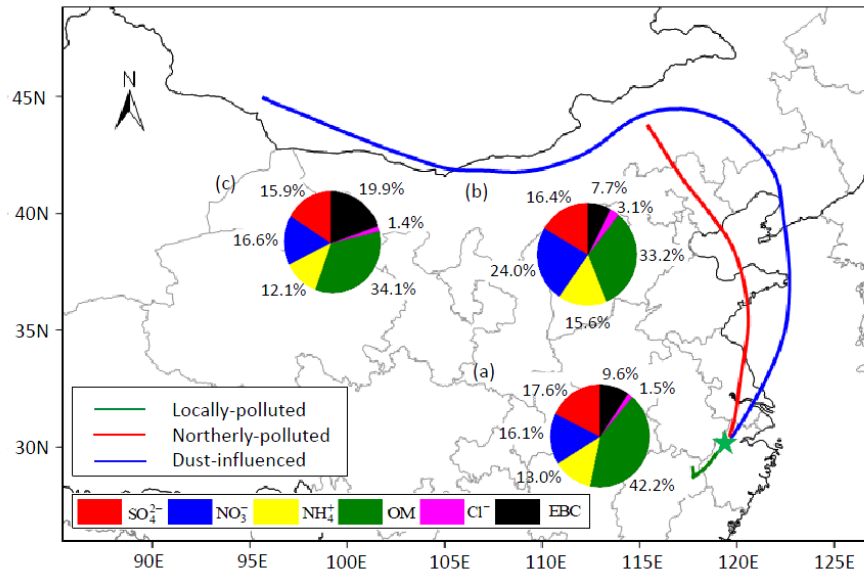 N
45N
40N
35N
30N
90E
95E
100E
105E
110E
115E
120E
125E
(c)
15.9%
19.9%
1.4%
16.6%
12.1%
34.1%
(b)
16.4%
7.7%
3.1%
24.0%
33.2%
15.6%
(a)
17.6%
9.6%
1.5%
16.1%
13.0%
42.2%
Locally-polluted
Northerly-polluted
Dust-influenced
SO₄²⁻ NO₃⁻ NH₄⁺ OM Cl⁻ EBC